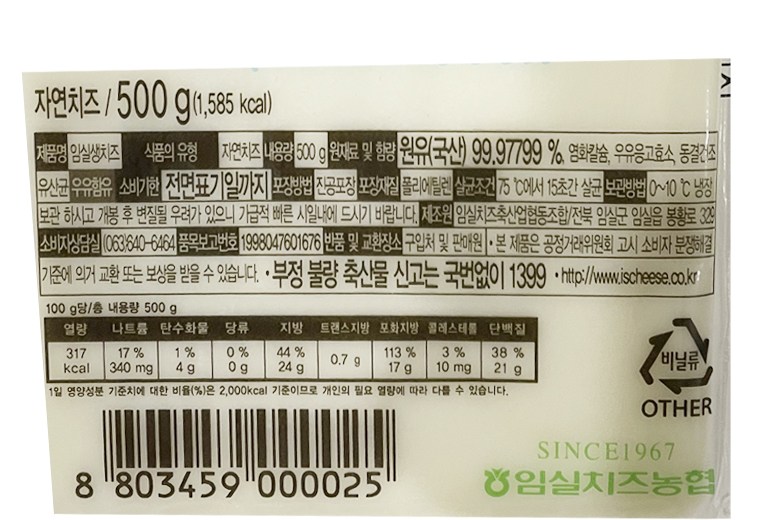 자연치즈 / 500 g(1,585 kcal)
제품명 임실생치즈 식품의 유형 자연치즈 내용량 500 g 원재료 및 함량 원유(국산) 99.97799 %, 염화칼슘, 우유응고효소, 동결건조
유산균 우유함유 소비기한 전면표기일까지 포장방법 진공포장 포장재질 폴리에틸렌 살균조건 75 ℃에서 15초간 살균 보관방법 0~10 ℃ 냉장
보관 하시고 개봉 후 변질될 우려가 있으니 가급적 빠른 시일내에 드시기 바랍니다. 제조원 임실치즈축산업협동조합/전북 임실군 임실읍 봉황로 329
소비자상담실 (063)640-6464 품목보고번호 1998047601676 반품 및 교환장소 구입처 및 판매원 • 본 제품은 공정거래위원회 고시 소비자 분쟁해결
기준에 의거 교환 또는 보상을 받을 수 있습니다. • 부정 불량 축산물 신고는 국번없이 1399 • http://www.ischeese.co.kr
100 g당/총 내용량 500 g
열량 나트륨 탄수화물 당류 지방 트랜스지방 포화지방 콜레스테롤 단백질
317 kcal 17 % 340 mg 1 % 4 g 0 % 0 g 44 % 24 g 0.7 g 113 % 17 g 3 % 10 mg 38 % 21 g
1일 영양성분 기준치에 대한 비율(%)은 2,000kcal 기준이므로 개인의 필요 열량에 따라 다를 수 있습니다.
비닐류
OTHER
8 803459 000025
SINCE1967
임실치즈농협